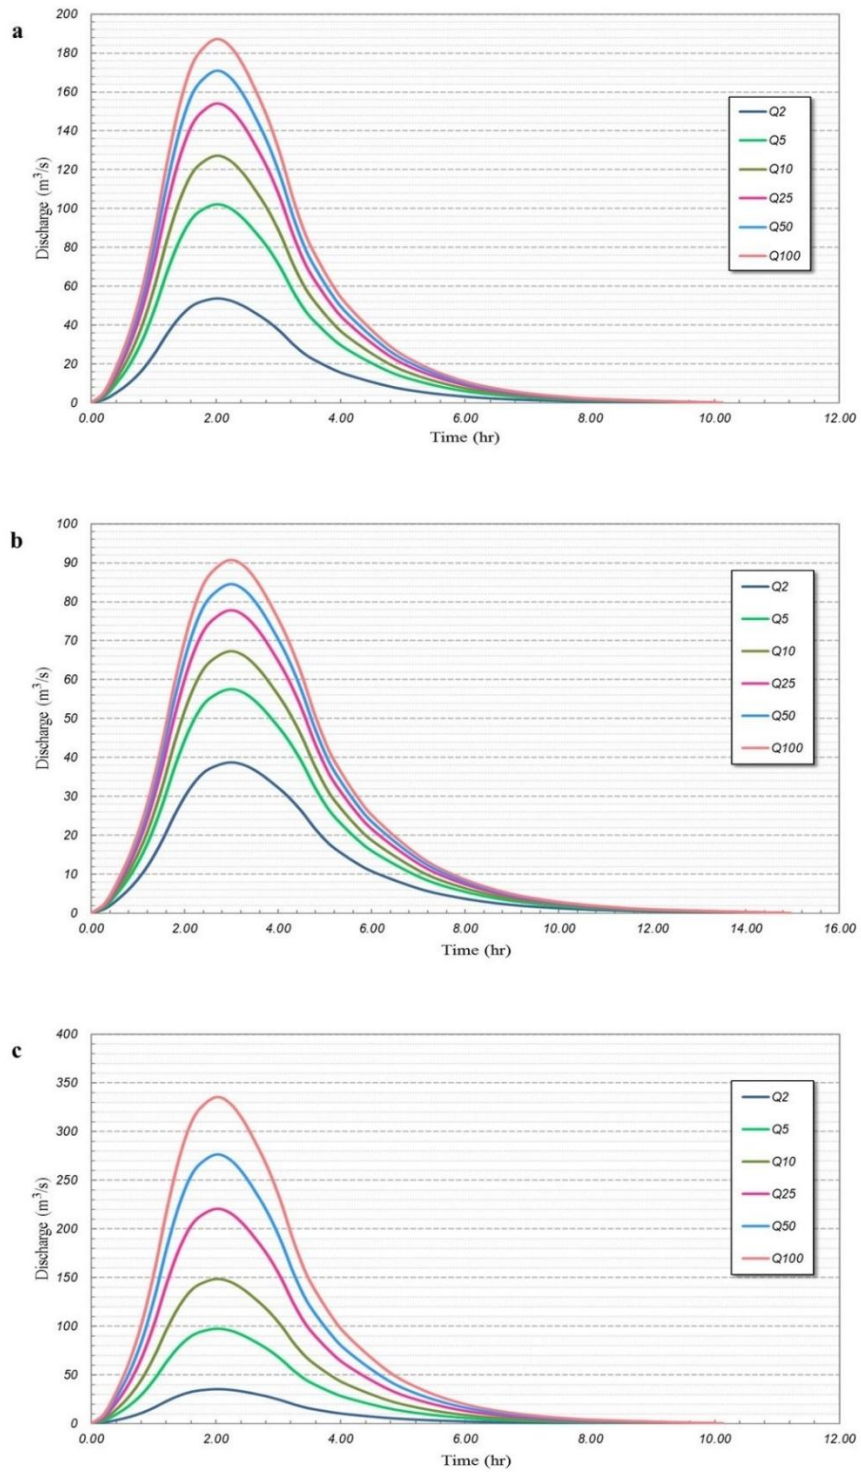 a
200
180
160
140
120
100
80
60
40
20
0
Discharge (m³/s)
0.00 2.00 4.00 6.00 8.00 10.00 12.00
Time (hr)
Q2
Q5
Q10
Q25
Q50
Q100
b
100
90
80
70
60
50
40
30
20
10
0
Discharge (m³/s)
0.00 2.00 4.00 6.00 8.00 10.00 12.00 14.00 16.00
Time (hr)
Q2
Q5
Q10
Q25
Q50
Q100
c
400
350
300
250
200
150
100
50
0
Discharge (m³/s)
0.00 2.00 4.00 6.00 8.00 10.00 12.00
Time (hr)
Q2
Q5
Q10
Q25
Q50
Q100